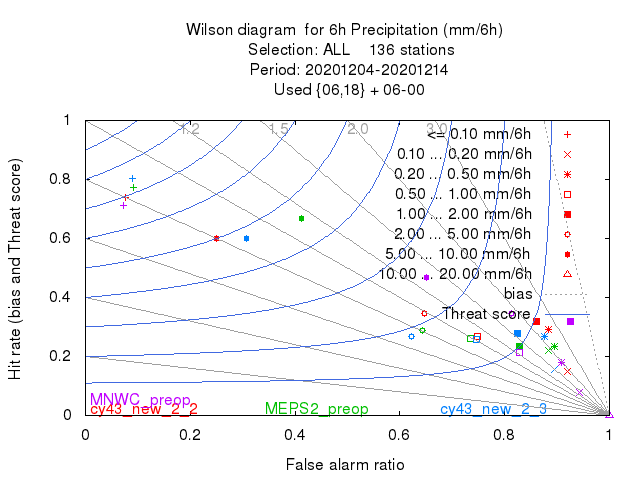 Wilson diagram  for 6h Precipitation (mm/6h)
Selection: ALL    136 stations
Period: 20201204-20201214
Used {06,18} + 06-00
1.2 1.5 2.0 3.0
<= 0.10 mm/6h
0.10 ... 0.20 mm/6h
0.20 ... 0.50 mm/6h
0.50 ... 1.00 mm/6h
1.00 ... 2.00 mm/6h
2.00 ... 5.00 mm/6h
5.00 ... 10.00 mm/6h
10.00 ... 20.00 mm/6h
bias
Threat score
1
0.8
0.6
0.4
0.2
0
Hit rate (bias and Threat score)
MNWC_preop
cy43_new_2_2 MEPS2_preop cy43_new_2_3
0 0.2 0.4 0.6 0.8 1
False alarm ratio